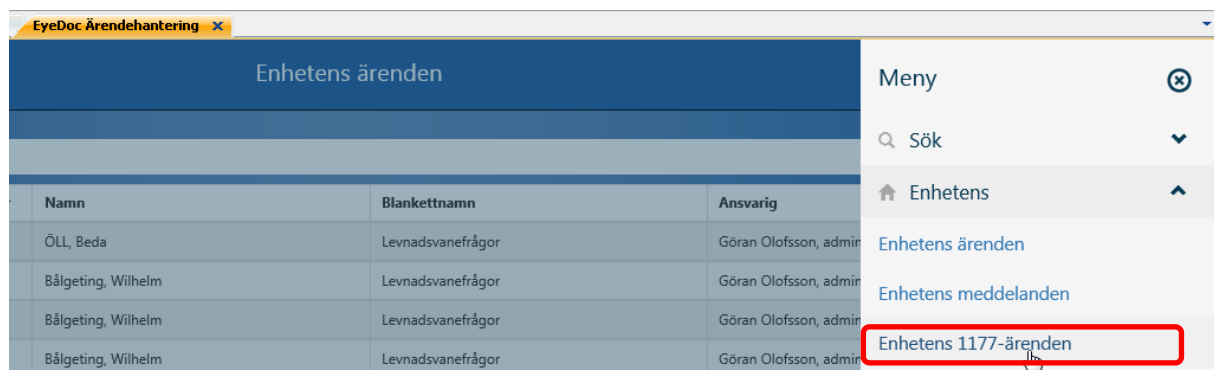 EyeDoc Ärendehantering x
Enhetens ärenden
Meny
Sök
Enhetens
Enhetens ärenden
Enhetens meddelanden
Enhetens 1177-ärenden
Namn Blankettnamn Ansvarig
ÖLL, Beda Levnadsvanefrågor Göran Olofsson, admin
Bålgeting, Wilhelm Levnadsvanefrågor Göran Olofsson, admin
Bålgeting, Wilhelm Levnadsvanefrågor Göran Olofsson, admin
Bålgeting, Wilhelm Levnadsvanefrågor Göran Olofsson, admin